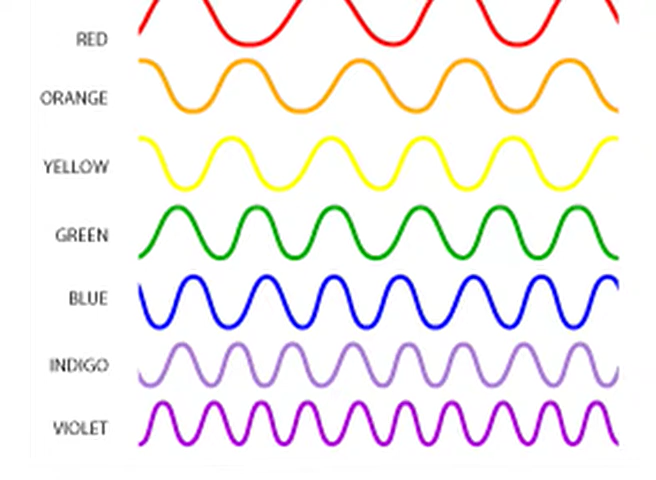 RED
ORANGE
YELLOW
GREEN
BLUE
INDIGO
VIOLET